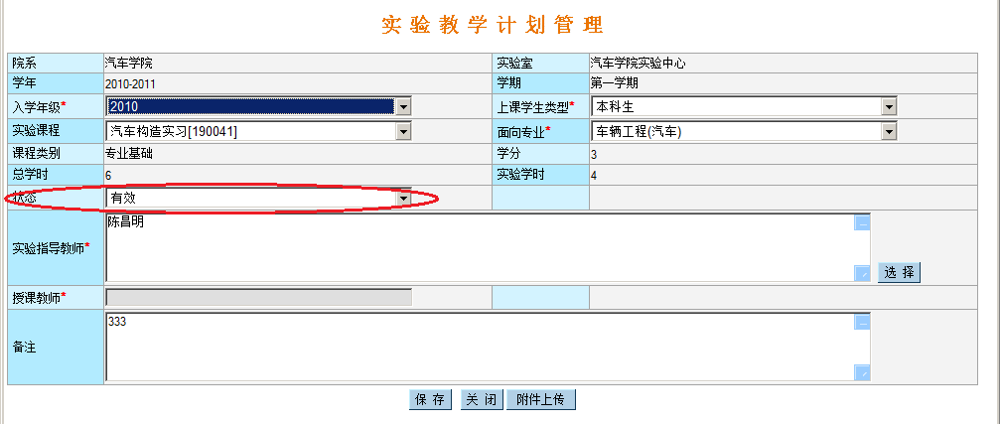 实验教学计划管理
院系 汽车学院 实验室 汽车学院实验中心
学年 2010-2011 学期 第一学期
入学年级* 2010 上课学生类型* 本科生
实验课程 汽车构造实习[190041] 面向专业* 车辆工程(汽车)
课程类别 专业基础 学分 3
总学时 6 实验学时 4
状态 有效
实验指导教师* 陈昌明 选 择
授课教师*
备注 333
保 存 关 闭 附件上传